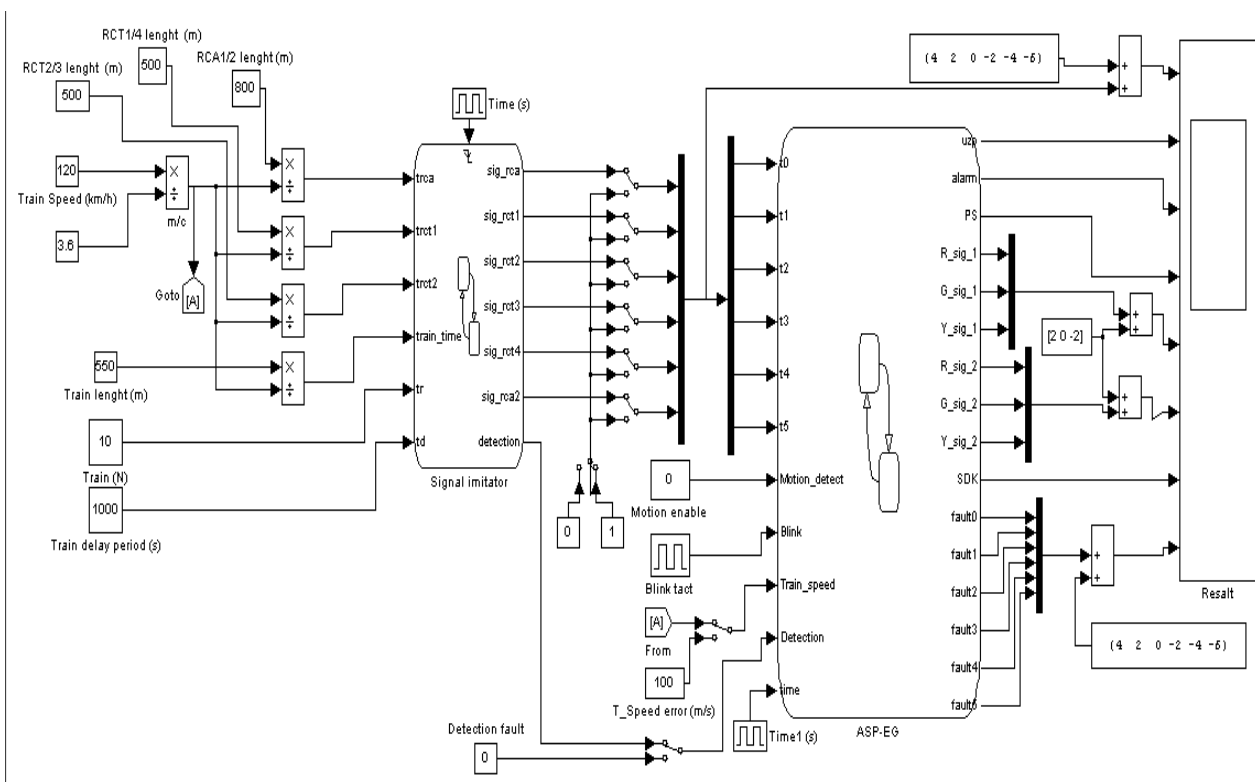 RCT1/4 lenght (m)
RCT2/3 lenght (m)
500
RCA1/2 lenght (m)
500
800
Time (s)
(4 2 0 -2 -4 -6)
+
+
120
×
÷
Train Speed (km/h)
m/c
3.6
Goto
[A]
×
÷
×
÷
×
÷
×
÷
550
Train lenght (m)
10
Train (N)
1000
Train delay period (s)
trca
trct1
trct2
train_time
tr
td
sig_rca
sig_rct1
sig_rct2
sig_rct3
sig_rct4
sig_rca2
detection
Signal imitator
0
1
0
Motion enable
Blink tact
[A]
From
100
T_Speed error (m/s)
Detection fault
0
Time1 (s)
t0
t1
t2
t3
t4
t5
Motion_detect
Blink
Train_speed
Detection
time
uzp
alarm
PS
R_sig_1
G_sig_1
Y_sig_1
R_sig_2
G_sig_2
Y_sig_2
SDK
fault0
fault1
fault2
fault3
fault4
fault5
ASP-EG
[2 0 -2]
+
+
+
+
+
+
(4 2 0 -2 -4 -6)
Resalt